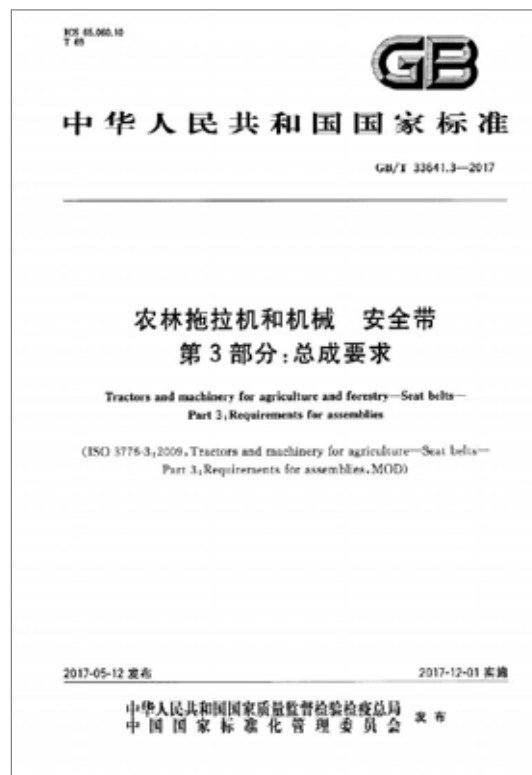 ICS 65.060.10
T 69
GB
中华人民共和国国家标准
GB/T 33641.3—2017
农林拖拉机和机械 安全带
第3部分:总成要求
Tractors and machinery for agriculture and forestry—Seat belts—
Part 3:Requirements for assemblies
(ISO 3776-3:2009,Tractors and machinery for agriculture—Seat belts—
Part 3:Requirements for assemblies,MOD)
2017-05-12 发布
2017-12-01 实施
中华人民共和国国家质量监督检验检疫总局
中国国家标准化管理委员会
发布